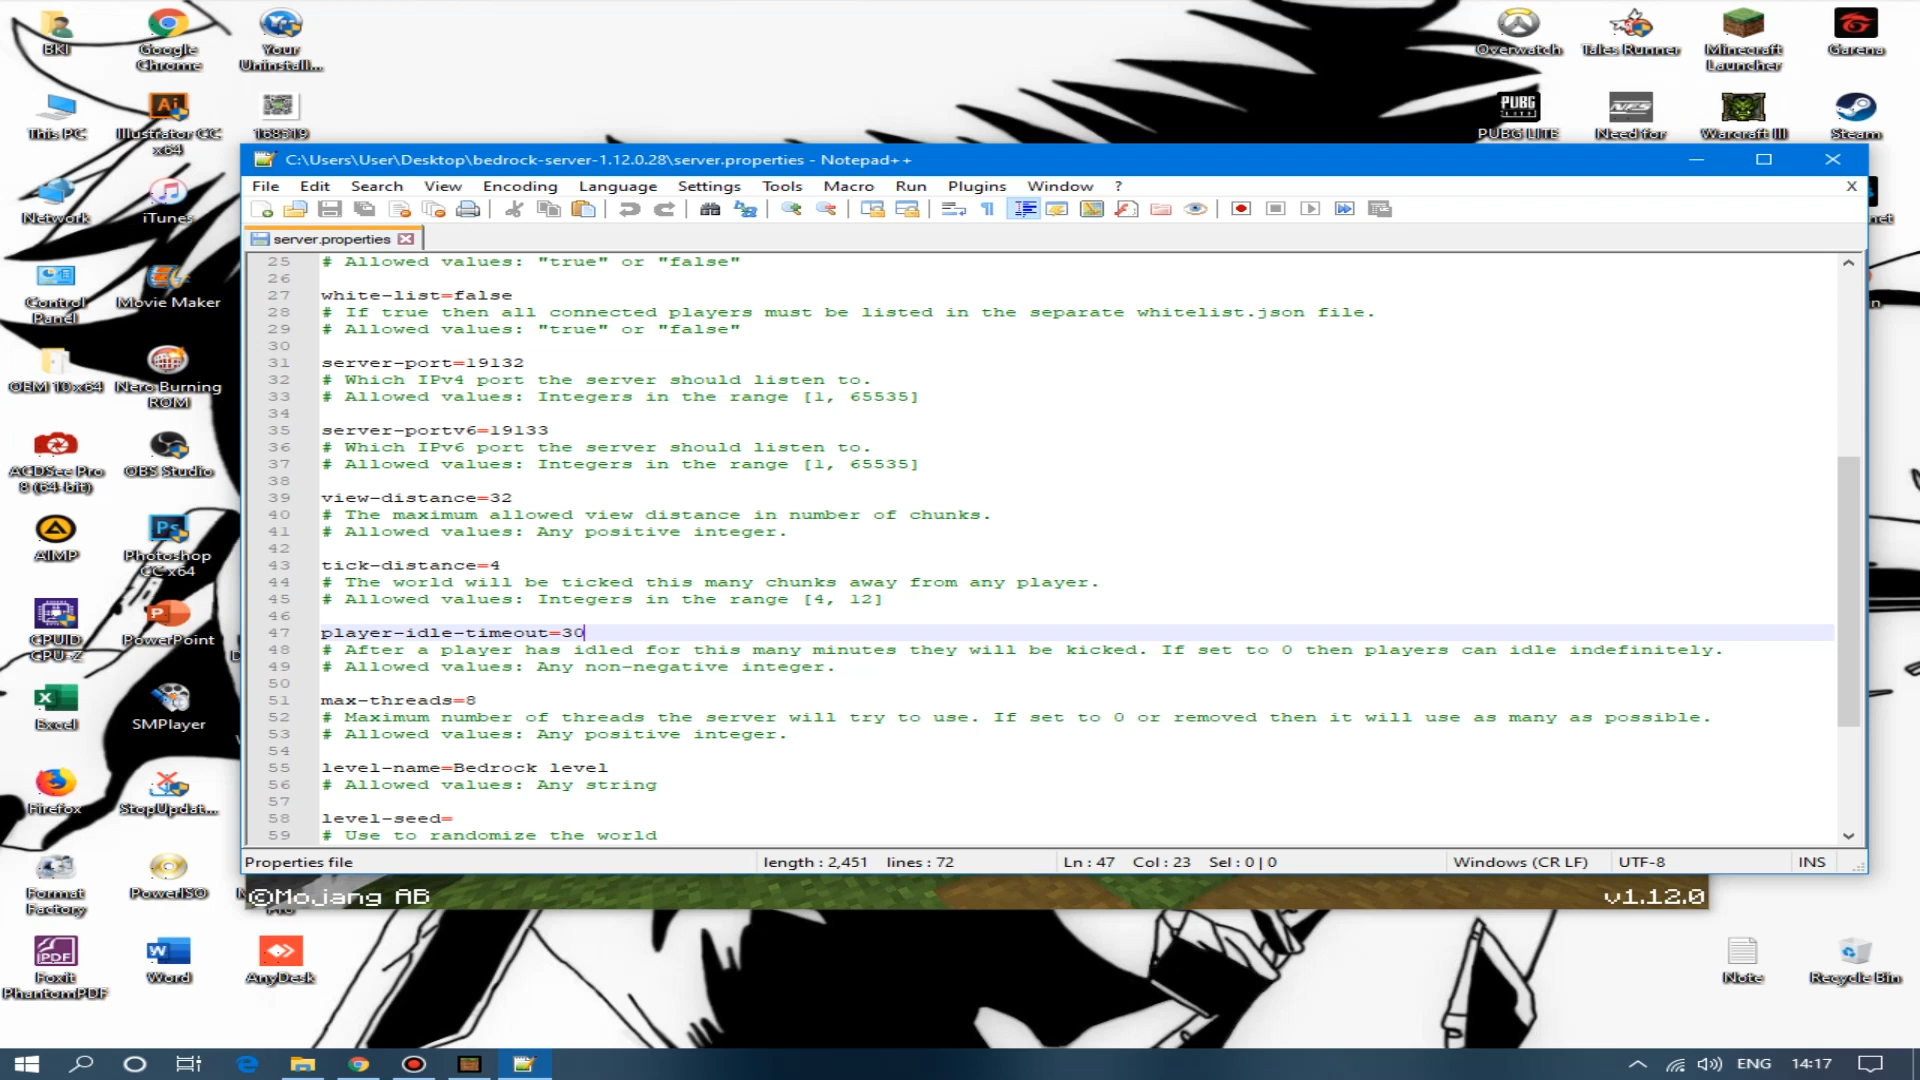 BKI
Google
Chrome
Your
Uninstall...
Overwatch
Tales Runner
Minecraft
Launcher
Garena
This PC
Illustrator CC
x64
168519
PUBG LITE
Need for
Warcraft III
Steam
Network
iTunes
Control
Panel
Movie Maker
OEM 10 x64
Nero Burning
ROM
ACDSee Pro
8 (64-bit)
OBS Studio
AIMP
Photoshop
CC x64
CPUID
CPU-Z
PowerPoint
Excel
SMPlayer
Firefox
StopUpdat...
Format
Factory
PowerISO
Foxit
PhantomPDF
Word
AnyDesk
Note
Recycle Bin
C:\Users\User\Desktop\bedrock-server-1.12.0.28\server.properties - Notepad++
File Edit Search View Encoding Language Settings Tools Macro Run Plugins Window ? X
server.properties
25 # Allowed values: "true" or "false"
26
27 white-list=false
28 # If true then all connected players must be listed in the separate whitelist.json file.
29 # Allowed values: "true" or "false"
30
31 server-port=19132
32 # Which IPv4 port the server should listen to.
33 # Allowed values: Integers in the range [1, 65535]
34
35 server-portv6=19133
36 # Which IPv6 port the server should listen to.
37 # Allowed values: Integers in the range [1, 65535]
38
39 view-distance=32
40 # The maximum allowed view distance in number of chunks.
41 # Allowed values: Any positive integer.
42
43 tick-distance=4
44 # The world will be ticked this many chunks away from any player.
45 # Allowed values: Integers in the range [4, 12]
46
47 player-idle-timeout=30
48 # After a player has idled for this many minutes they will be kicked. If set to 0 then players can idle indefinitely.
49 # Allowed values: Any non-negative integer.
50
51 max-threads=8
52 # Maximum number of threads the server will try to use. If set to 0 or removed then it will use as many as possible.
53 # Allowed values: Any positive integer.
54
55 level-name=Bedrock level
56 # Allowed values: Any string
57
58 level-seed=
59 # Use to randomize the world
Properties file length : 2,451 lines : 72 Ln : 47 Col : 23 Sel : 0 | 0 Windows (CR LF) UTF-8 INS
©Mojang AB v1.12.0
ENG 14:17